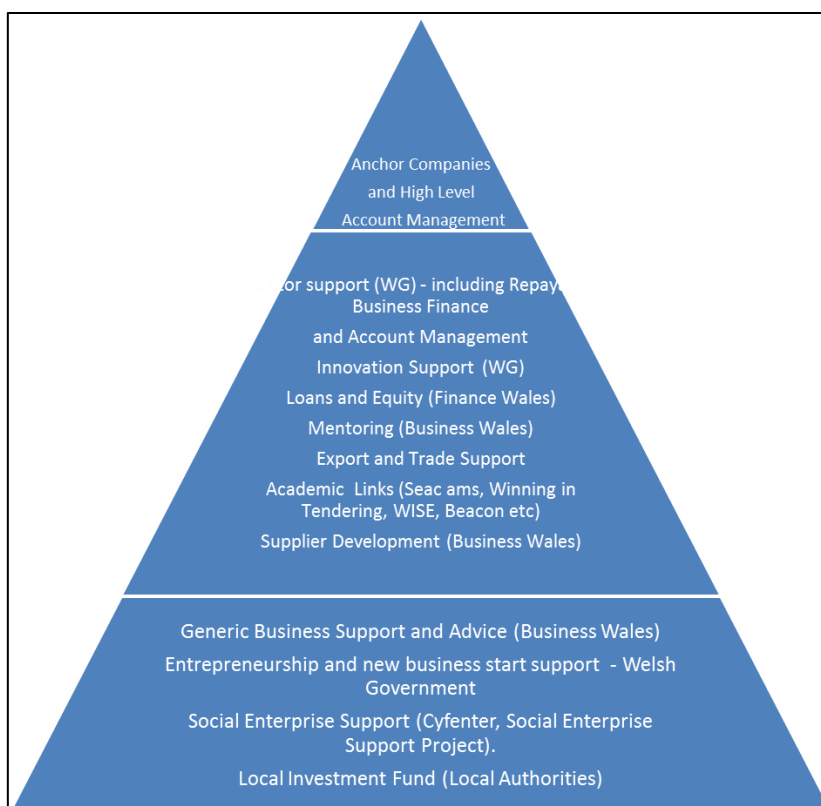 Anchor Companies
and High Level
Account Management
support (WG) - including
Business Finance
and Account Management
Innovation Support (WG)
Loans and Equity (Finance Wales)
Mentoring (Business Wales)
Export and Trade Support
Academic Links (Seac ams, Winning in
Tendering, WISE, Beacon etc)
Supplier Development (Business Wales)
Generic Business Support and Advice (Business Wales)
Entrepreneurship and new business start support - Welsh
Government
Social Enterprise Support (Cyfenter, Social Enterprise
Support Project).
Local Investment Fund (Local Authorities)